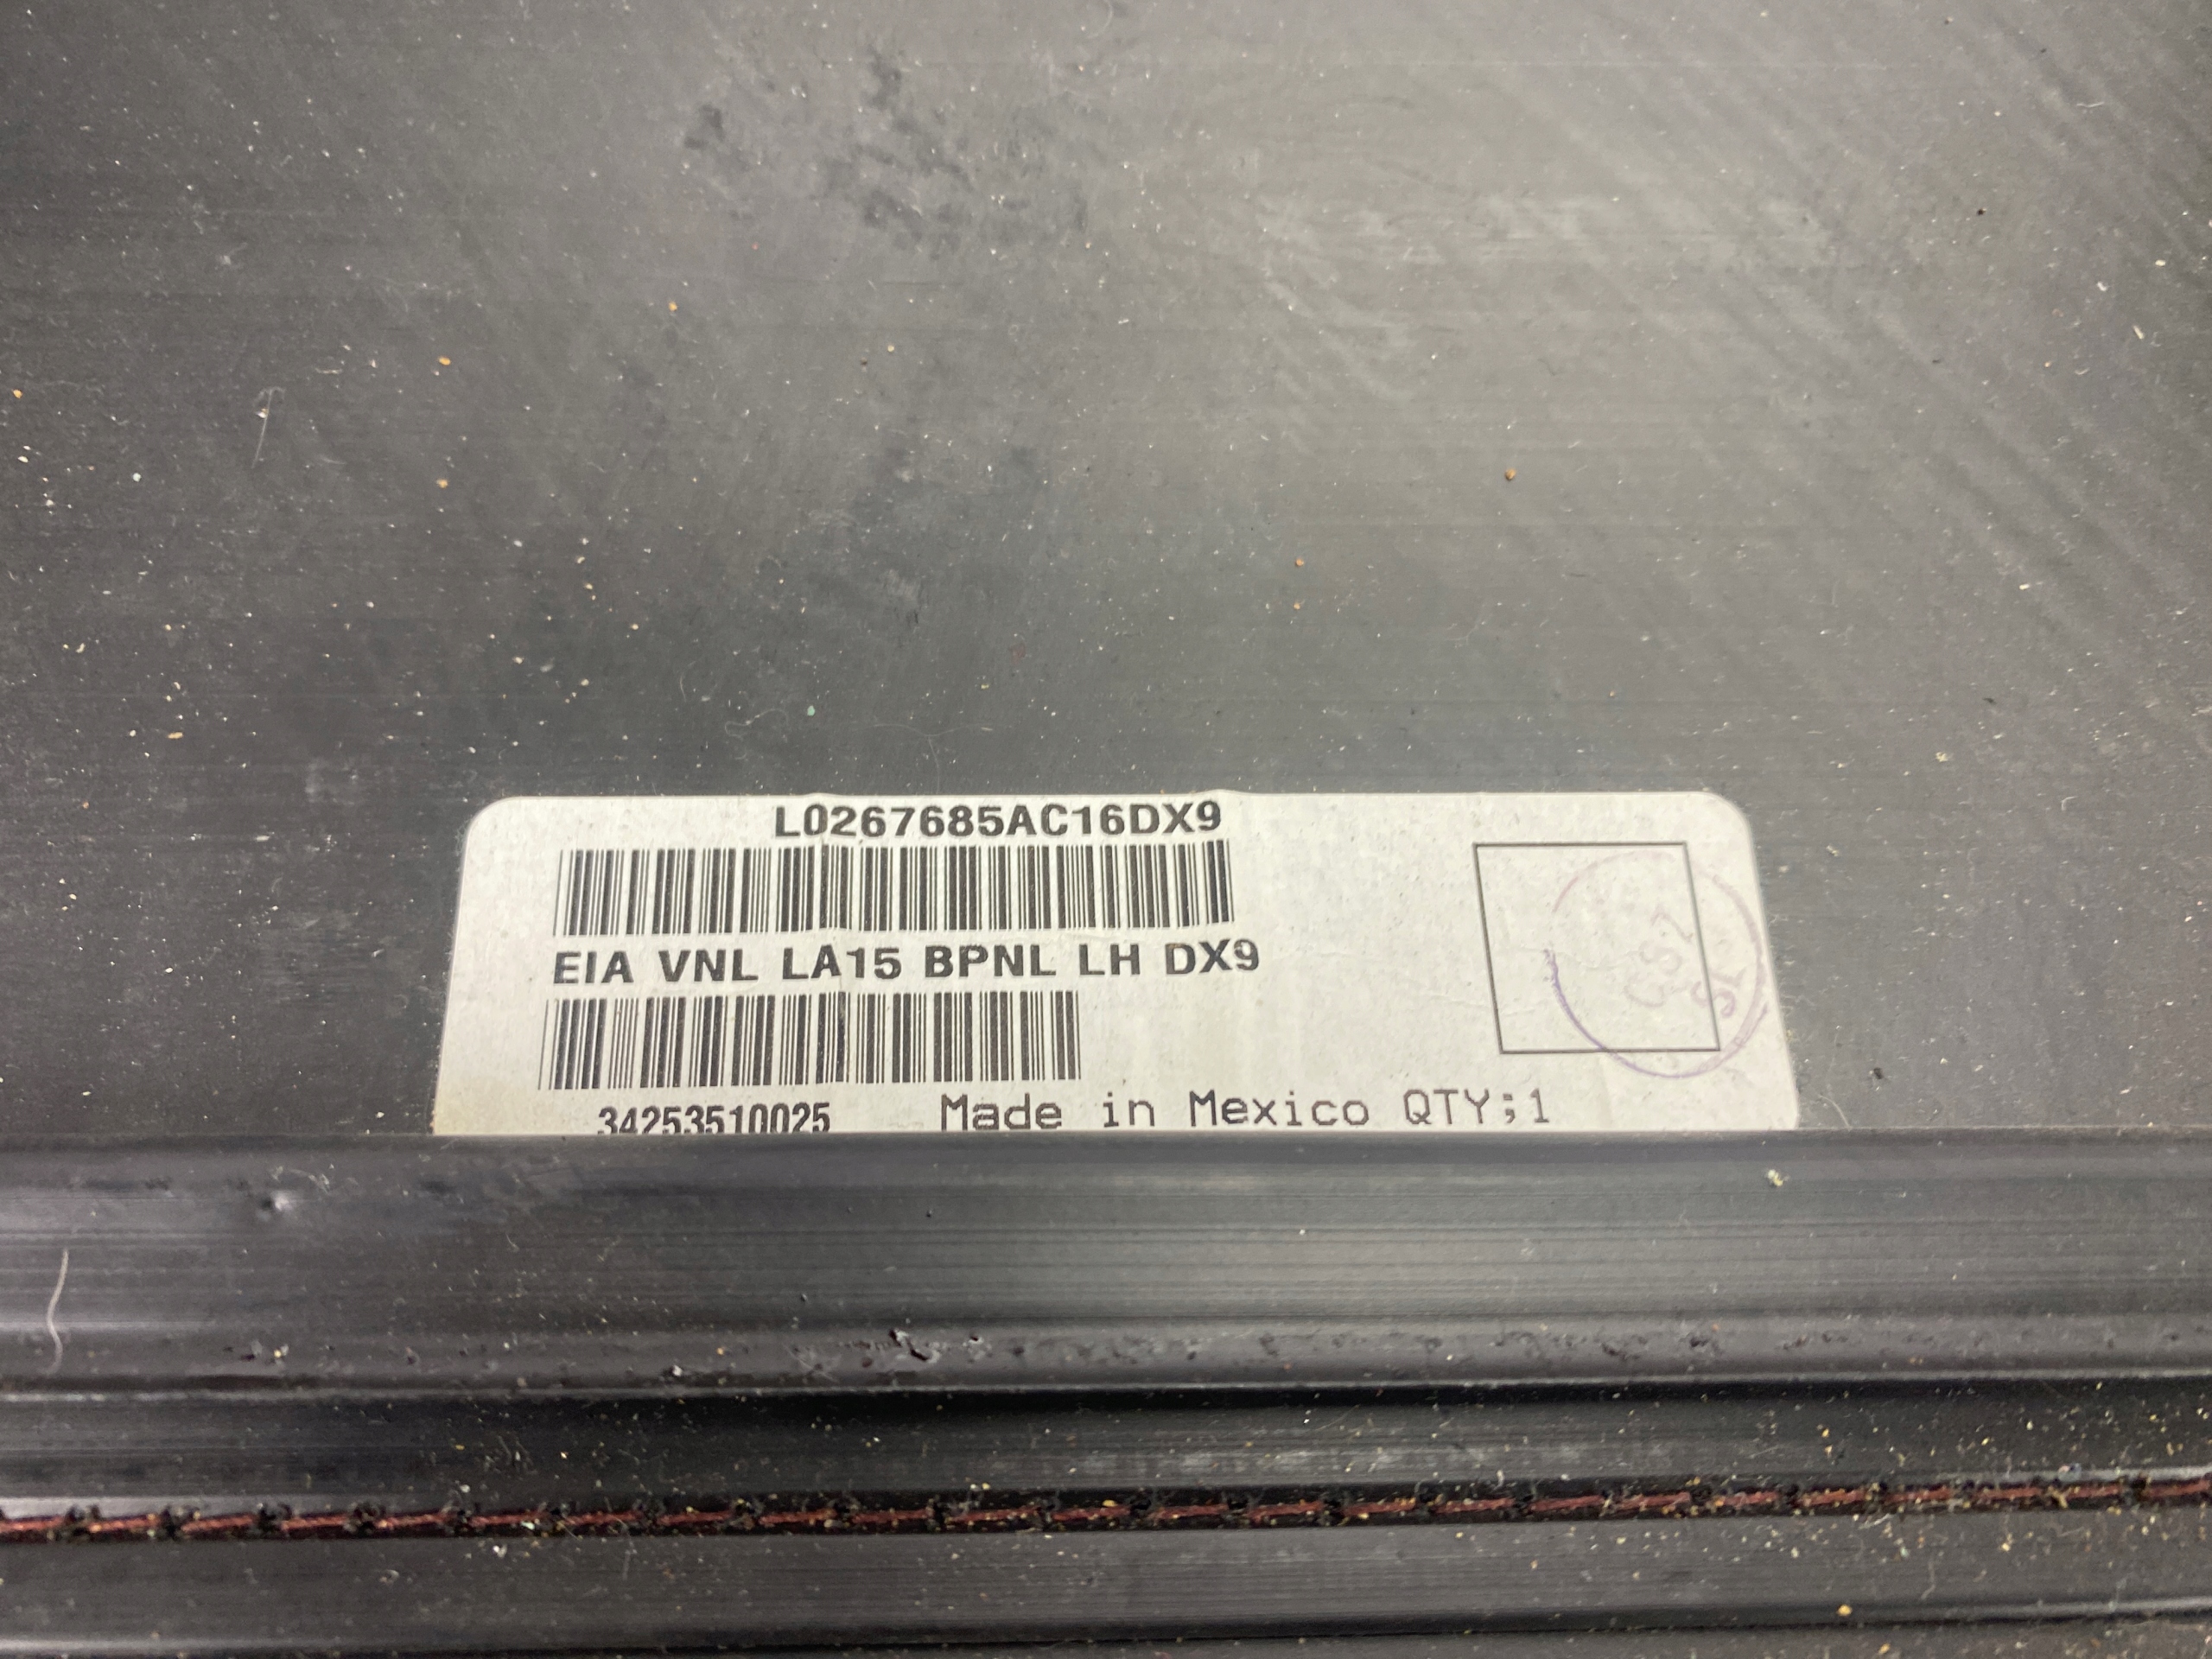 L0267685AC16DX9
EIA VNL LA15 BPNL LH DX9
34253510025 Made in Mexico QTY;1